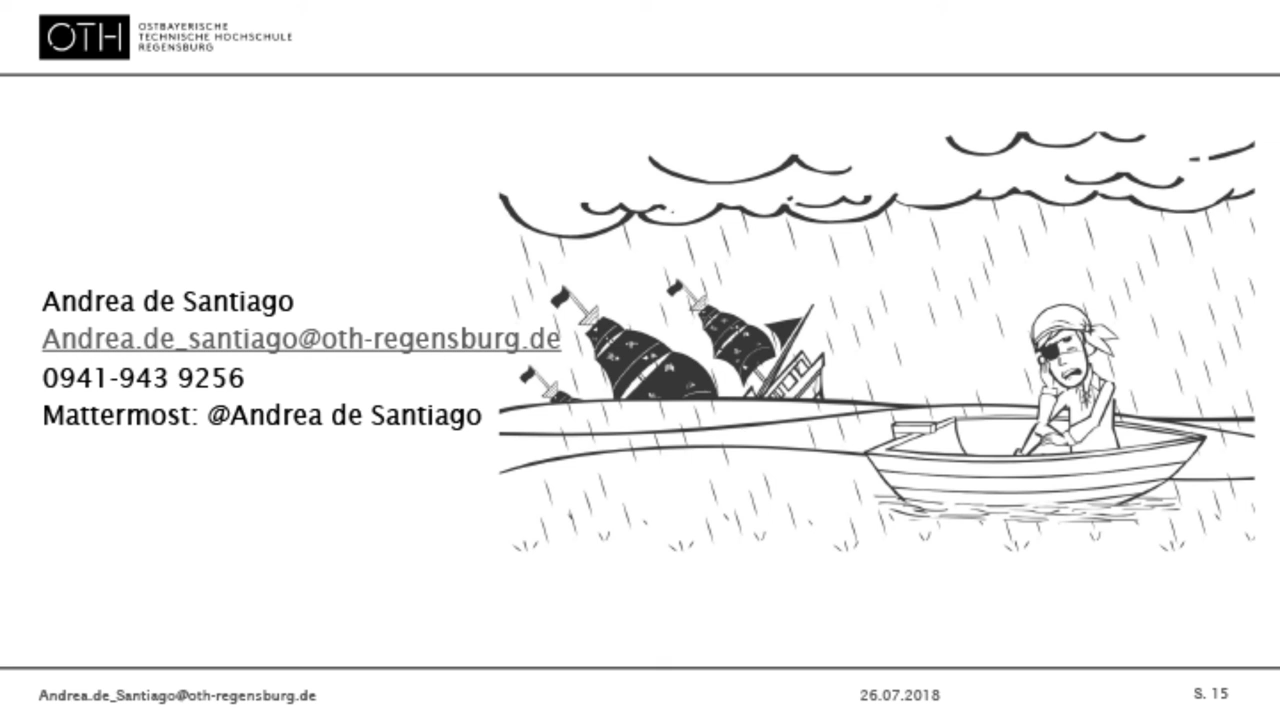 OTH
OSTBAYERISCHE
TECHNISCHE HOCHSCHULE
REGENSBURG
Andrea de Santiago
Andrea.de_santiago@oth-regensburg.de
0941-943 9256
Mattermost: @Andrea de Santiago
Andrea.de_Santiago@oth-regensburg.de
26.07.2018
S. 15